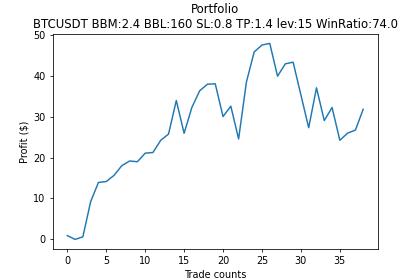 Portfolio
BTCUSDT BBM:2.4 BBL:160 SL:0.8 TP:1.4 lev:15 WinRatio:74.0
50
40
30
20
10
0
Profit ($)
0 5 10 15 20 25 30 35
Trade counts